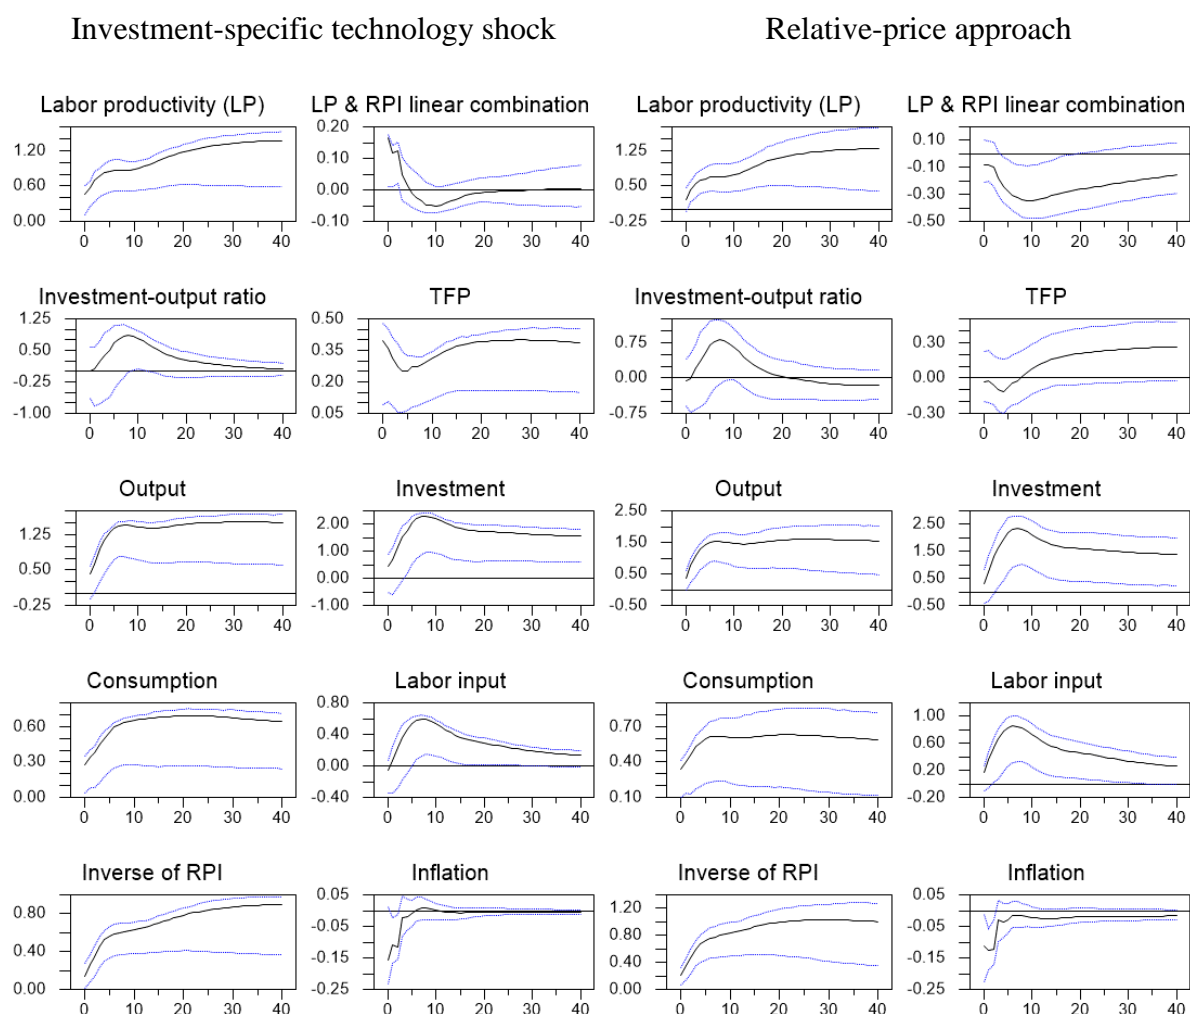 Investment-specific technology shock Relative-price approach
Labor productivity (LP) LP & RPI linear combination Labor productivity (LP) LP & RPI linear combination
1.20 0.60 0.00 0.20 0.10 0.00 -0.10 1.25 0.50 -0.25 0.10 -0.10 -0.30 -0.50
0 10 20 30 40 0 10 20 30 40 0 10 20 30 40 0 10 20 30 40
Investment-output ratio TFP Investment-output ratio TFP
1.25 0.50 -0.25 -1.00 0.50 0.35 0.20 0.05 0.75 0.00 -0.75 0.30 0.00 -0.30
0 10 20 30 40 0 10 20 30 40 0 10 20 30 40 0 10 20 30 40
Output Investment Output Investment
1.25 0.50 -0.25 2.00 1.00 0.00 -1.00 2.50 1.50 0.50 -0.50 2.50 1.50 0.50 -0.50
0 10 20 30 40 0 10 20 30 40 0 10 20 30 40 0 10 20 30 40
Consumption Labor input Consumption Labor input
0.60 0.30 0.00 0.80 0.40 0.00 -0.40 0.70 0.40 0.10 1.00 0.60 0.20 -0.20
0 10 20 30 40 0 10 20 30 40 0 10 20 30 40 0 10 20 30 40
Inverse of RPI Inflation Inverse of RPI Inflation
0.80 0.40 0.00 0.05 -0.05 -0.15 -0.25 1.20 0.80 0.40 0.00 0.05 -0.05 -0.15 -0.25
0 10 20 30 40 0 10 20 30 40 0 10 20 30 40 0 10 20 30 40